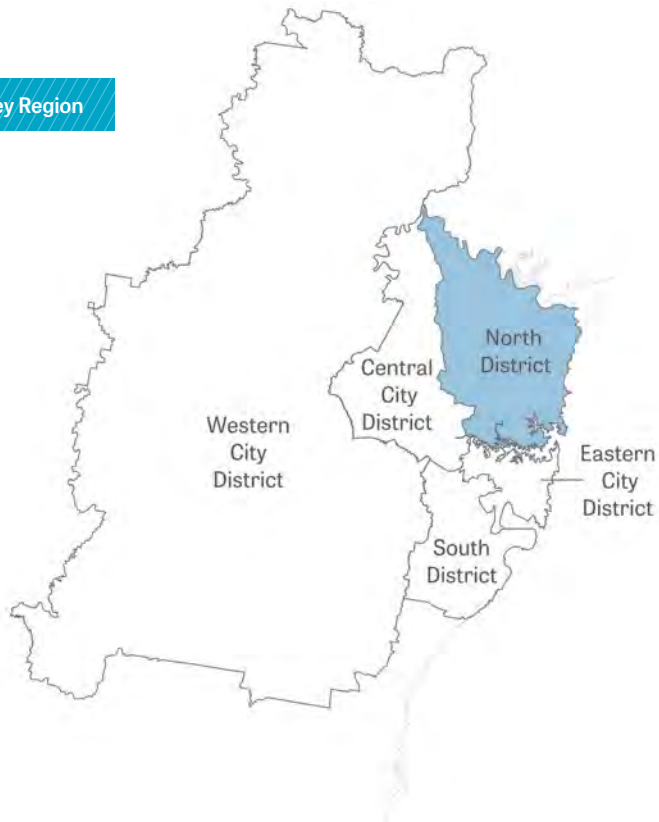 ey Region
North
District
Central
City
District
Western
City
District
Eastern
City
District
South
District